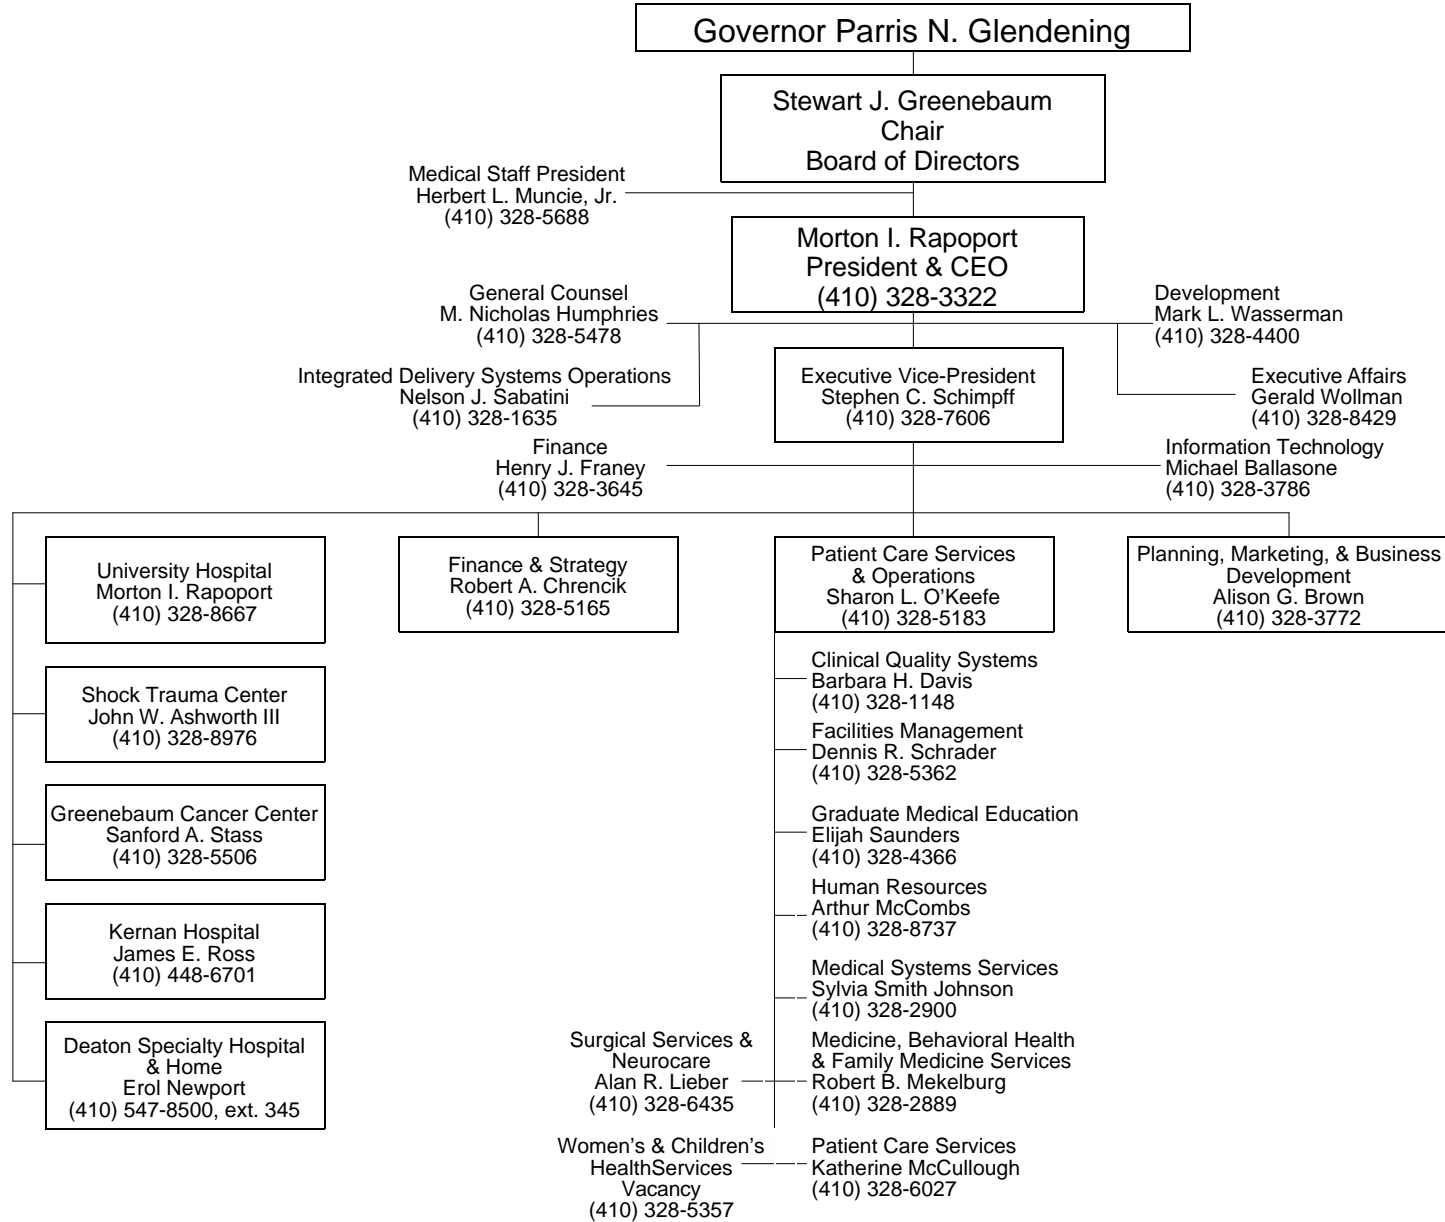 Governor Parris N. Glendening
Stewart J. Greenebaum
Chair
Board of Directors
Medical Staff President
Herbert L. Muncie, Jr.
(410) 328-5688
Morton I. Rapoport
President & CEO
(410) 328-3322
General Counsel
M. Nicholas Humphries
(410) 328-5478
Development
Mark L. Wasserman
(410) 328-4400
Integrated Delivery Systems Operations
Nelson J. Sabatini
(410) 328-1635
Executive Vice-President
Stephen C. Schimpff
(410) 328-7606
Executive Affairs
Gerald Wollman
(410) 328-8429
Finance
Henry J. Franey
(410) 328-3645
Information Technology
Michael Ballasone
(410) 328-3786
University Hospital
Morton I. Rapoport
(410) 328-8667
Finance & Strategy
Robert A. Chrencik
(410) 328-5165
Patient Care Services
& Operations
Sharon L. O'Keefe
(410) 328-5183
Planning, Marketing, & Business
Development
Alison G. Brown
(410) 328-3772
Shock Trauma Center
John W. Ashworth III
(410) 328-8976
Greenebaum Cancer Center
Sanford A. Stass
(410) 328-5506
Kernan Hospital
James E. Ross
(410) 448-6701
Deaton Specialty Hospital
& Home
Erol Newport
(410) 547-8500, ext. 345
Clinical Quality Systems
Barbara H. Davis
(410) 328-1148
Facilities Management
Dennis R. Schrader
(410) 328-5362
Graduate Medical Education
Elijah Saunders
(410) 328-4366
Human Resources
Arthur McCombs
(410) 328-8737
Medical Systems Services
Sylvia Smith Johnson
(410) 328-2900
Surgical Services &
Neurocare
Alan R. Lieber
(410) 328-6435
Medicine, Behavioral Health
& Family Medicine Services
Robert B. Mekelburg
(410) 328-2889
Women's & Children's
HealthServices
Vacancy
(410) 328-5357
Patient Care Services
Katherine McCullough
(410) 328-6027